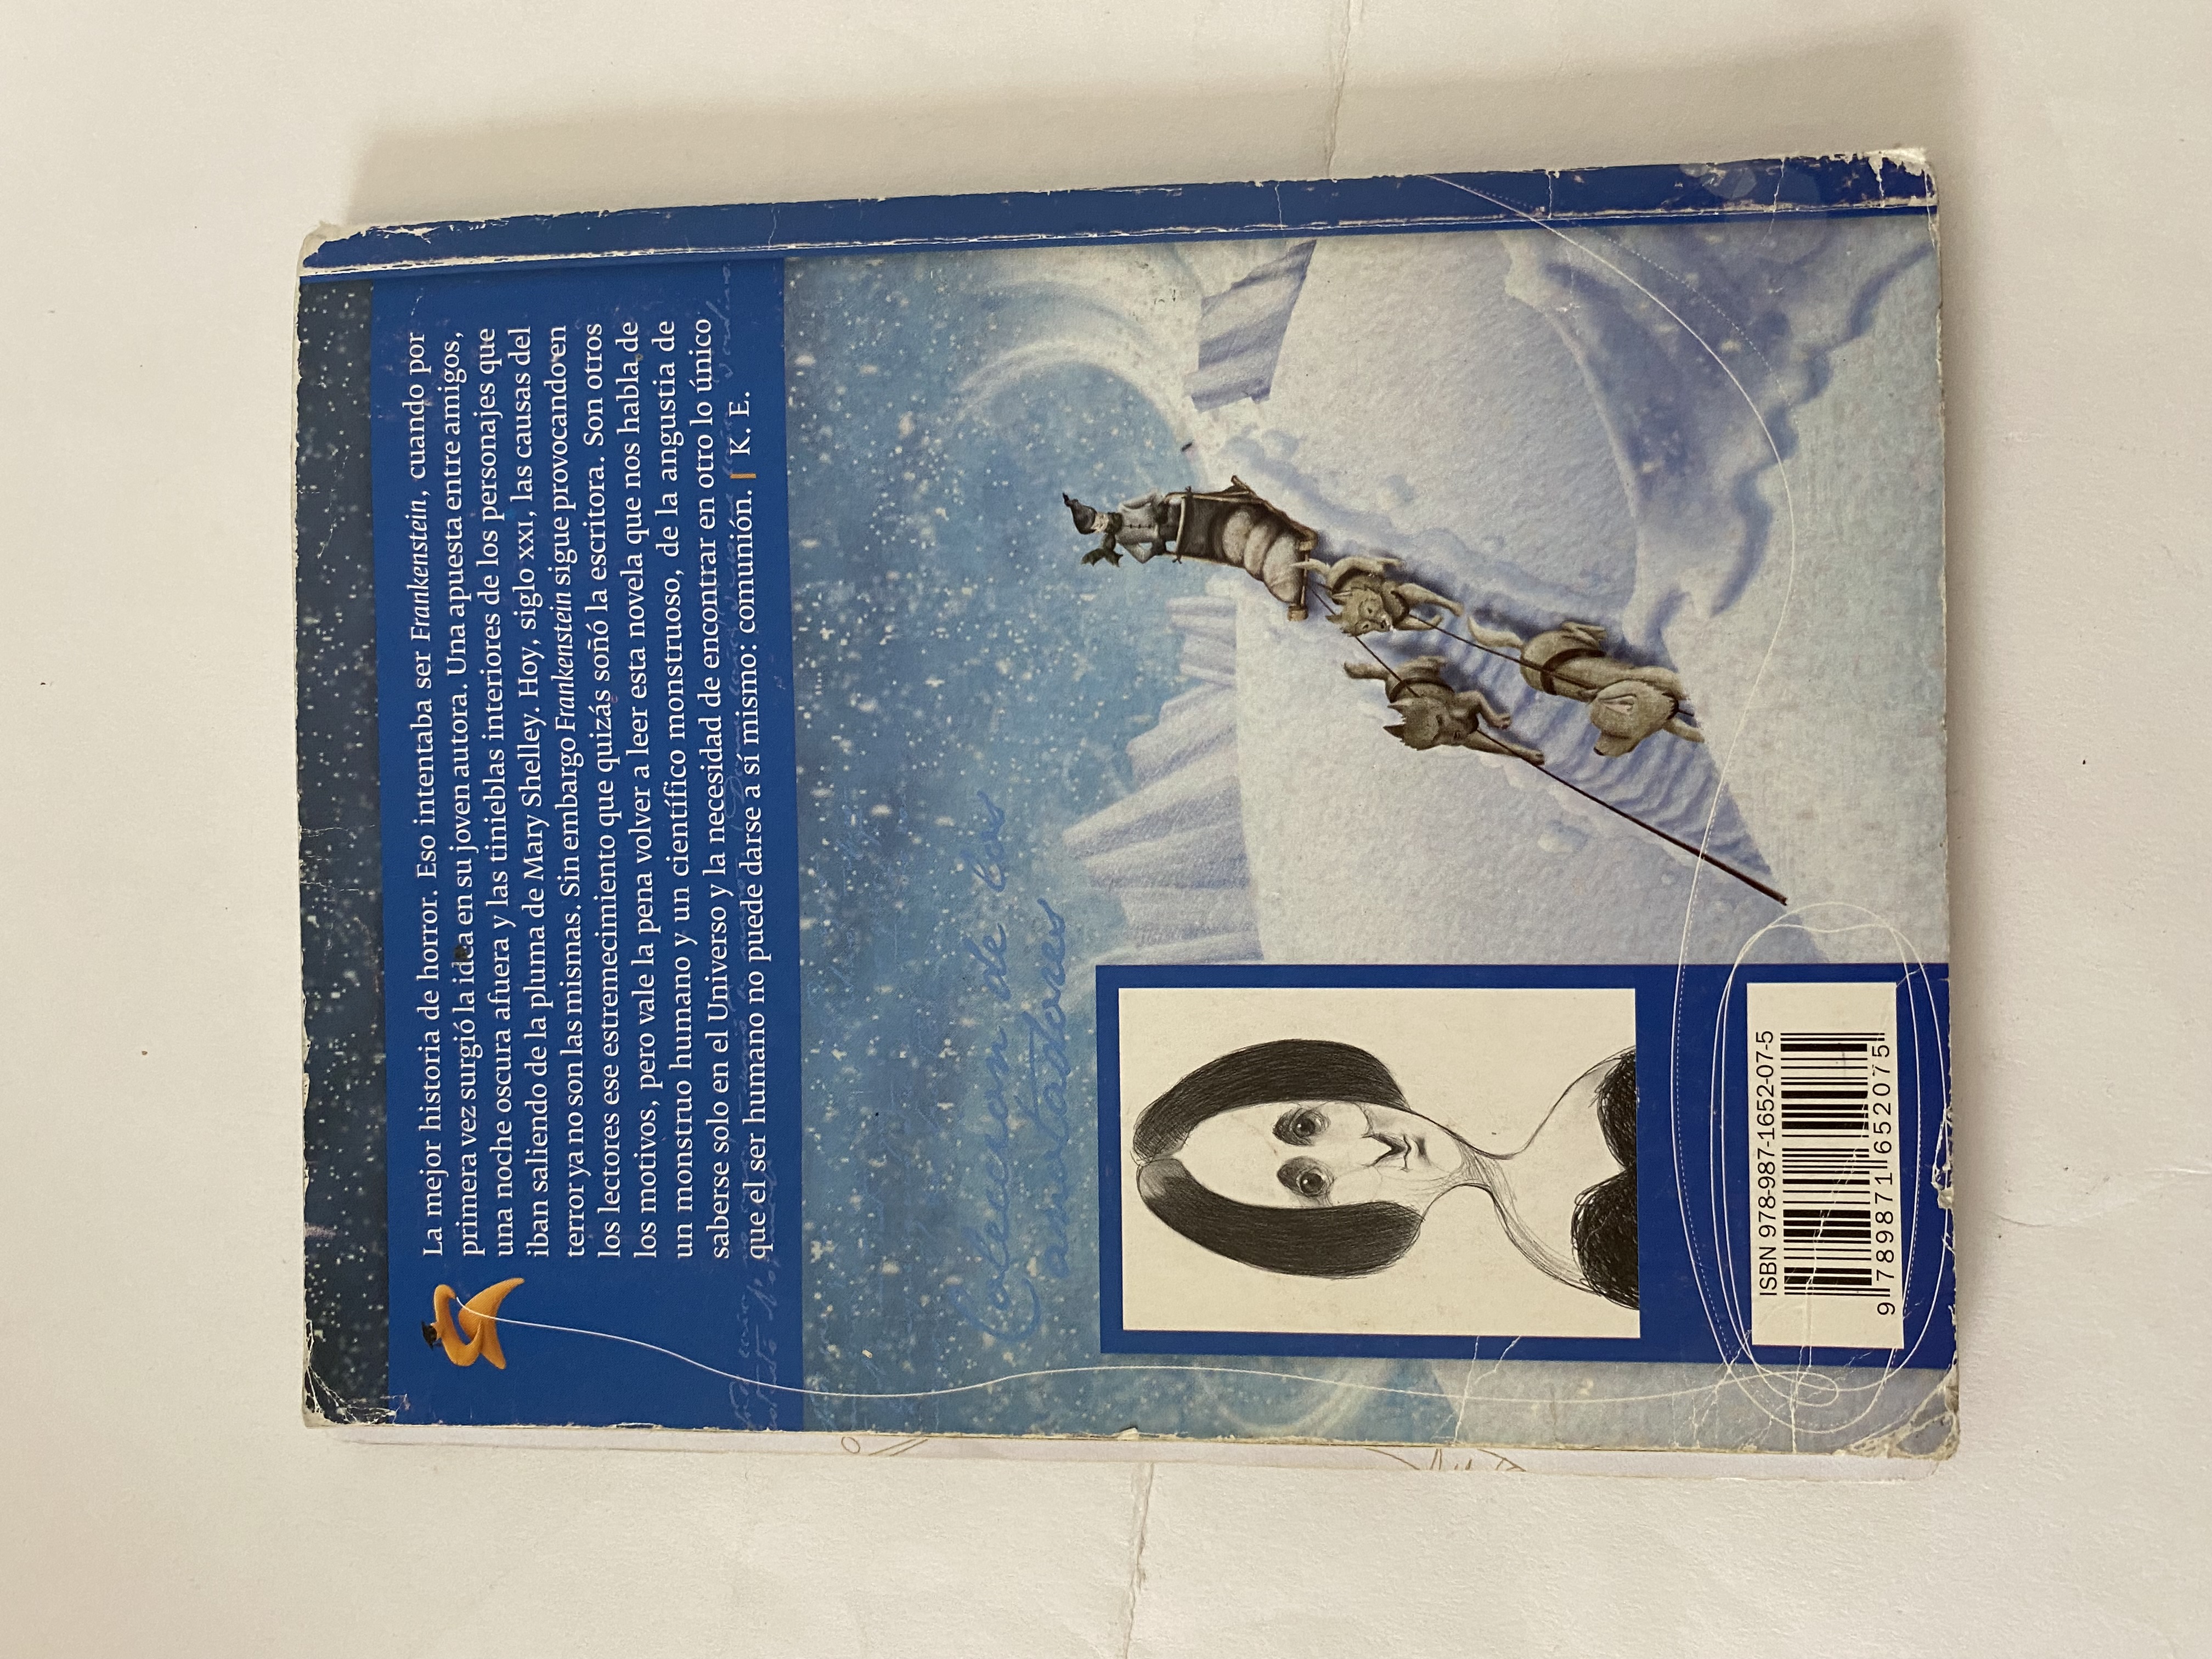 La mejor historia de horror. Eso intentaba ser Frankenstein, cuando por
primera vez surgió la idea en su joven autora. Una apuesta entre amigos,
una noche oscura afuera y las tinieblas interiores de los personajes que
iban saliendo de la pluma de Mary Shelley. Hoy, siglo XXI, las causas del
terror ya no son las mismas. Sin embargo Frankenstein sigue provocando en
los lectores ese estremecimiento que quizás soñó la escritora. Son otros
los motivos, pero vale la pena volver a leer esta novela que nos habla de
un monstruo humano y un científico monstruoso, de la angustia de
saberse solo en el Universo y la necesidad de encontrar en otro lo único
que el ser humano no puede darse a sí mismo: comunión. | K. E.
Colección de los
anotadores
ISBN 978-987-1652-07-5
9 789871 652075